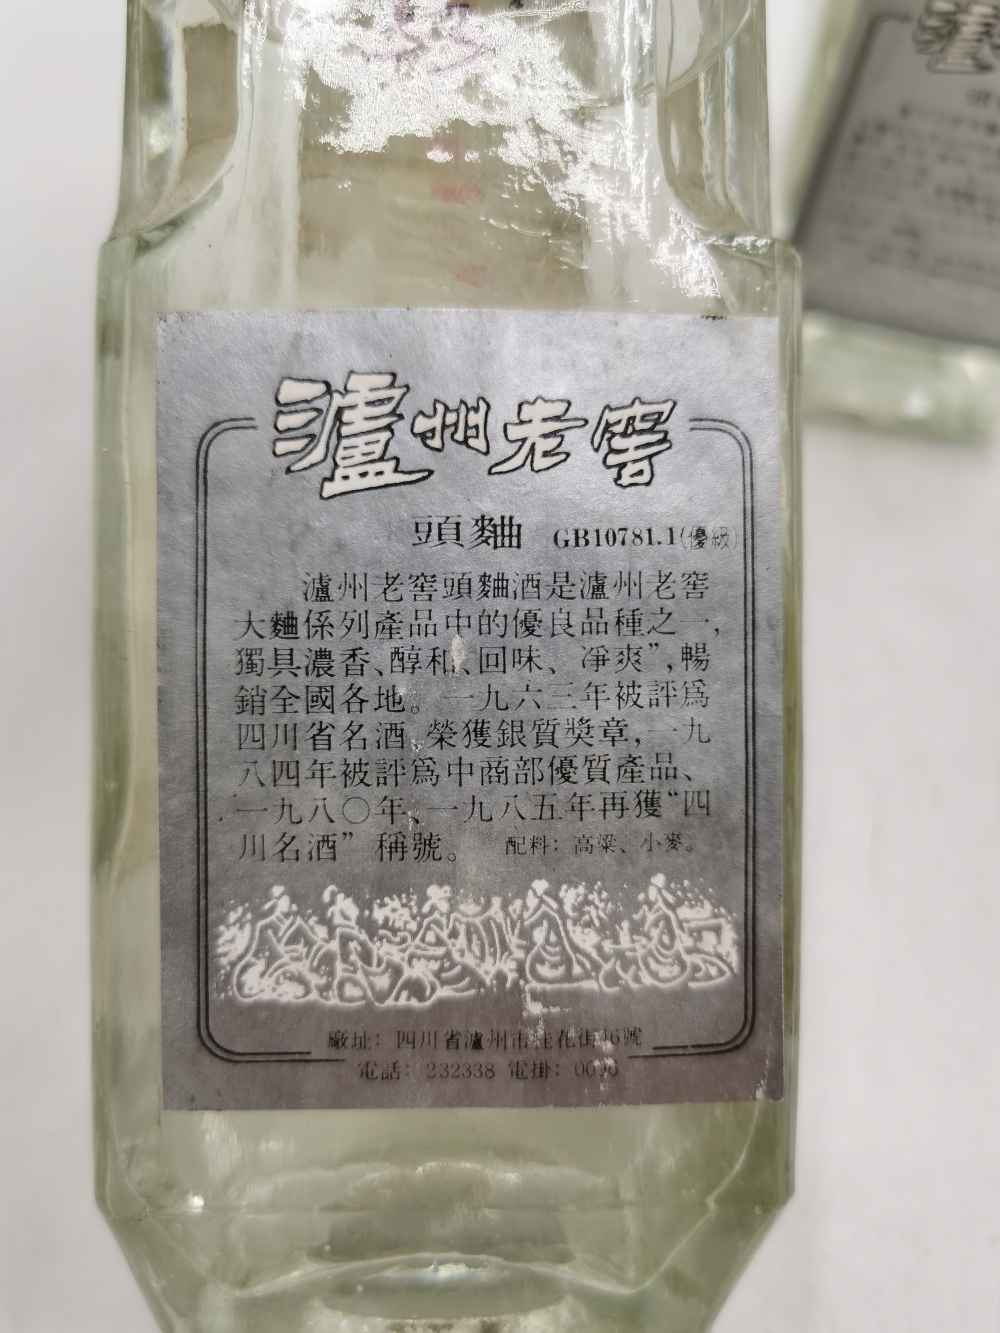 瀘州老窖
頭麯 GB10781.1(優級)
瀘州老窖頭麯酒是瀘州老窖
大麯係列產品中的優良品種之一,
獨具濃香、醇和、回味、凈爽”,暢
銷全國各地。一九六三年被評爲
四川省名酒。榮獲銀質獎章,一九
八四年被評爲中商部優質產品、
一九八〇年、一九八五年再獲“四
川名酒”稱號。 配料:高粱、小麥。
廠址:四川省瀘州市桂花街46號
電話:232338 電掛:
瀘